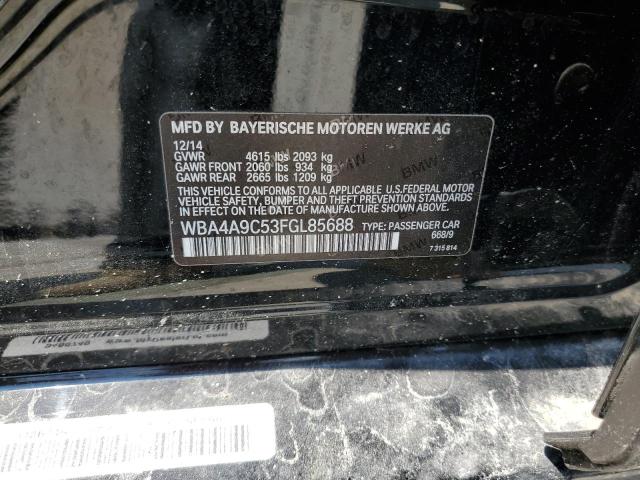 MFD BY BAYERISCHE MOTOREN WERKE AG
12/14
GVWR 4615 lbs 2093 kg
GAWR FRONT 2060 lbs 934 kg
GAWR REAR 2665 lbs 1209 kg
THIS VEHICLE CONFORMS TO ALL APPLICABLE U.S.FEDERAL MOTOR
VEHICLE SAFETY, BUMPER AND THEFT PREVENTION STANDARDS
IN EFFECT ON THE DATE OF MANUFACTURE SHOWN ABOVE.
WBA4A9C53FGL85688 TYPE: PASSENGER CAR
668/9
7 315 814